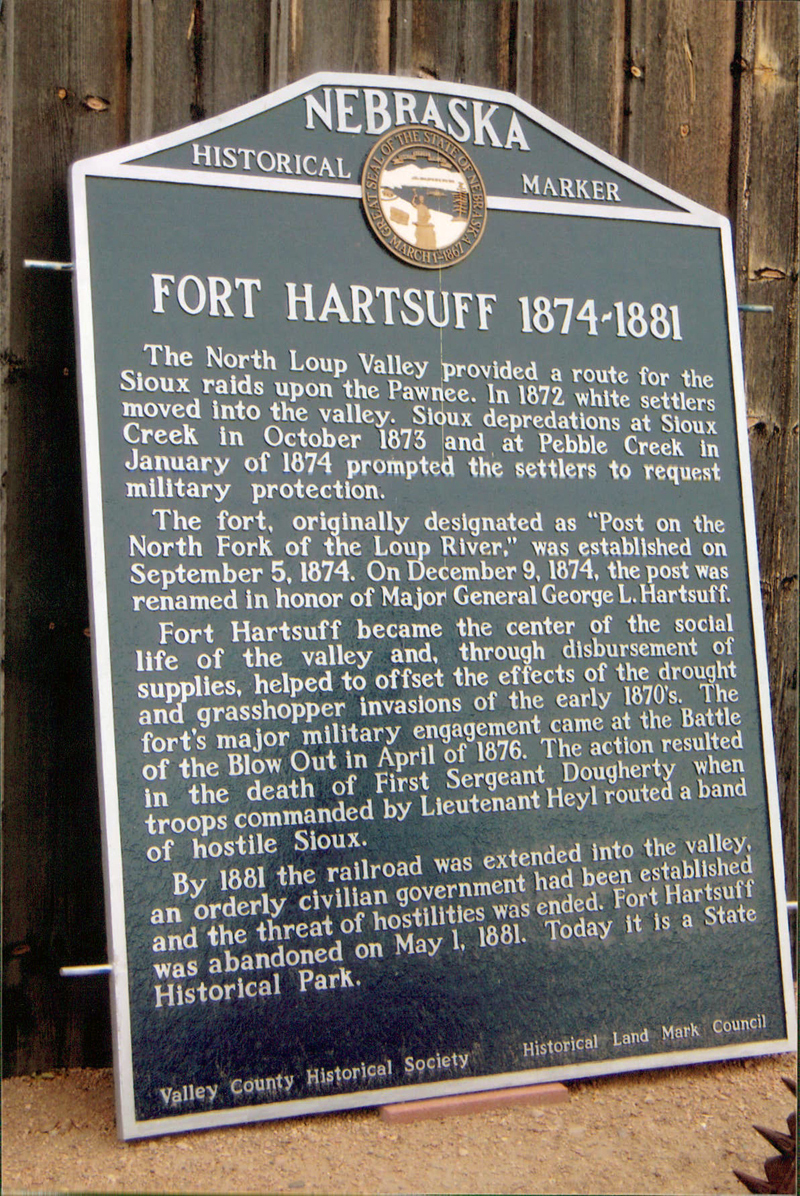 NEBRASKA
HISTORICAL MARKER
GREAT SEAL OF THE STATE OF NEBRASKA
MARCH 1-1867
FORT HARTSUFF 1874-1881
The North Loup Valley provided a route for the
Sioux raids upon the Pawnee. In 1872 white settlers
moved into the valley. Sioux depredations at Sioux
Creek in October 1873 and at Pebble Creek in
January of 1874 prompted the settlers to request
military protection.
The fort, originally designated as “Post on the
North Fork of the Loup River,” was established on
September 5, 1874. On December 9, 1874, the post was
renamed in honor of Major General George L. Hartsuff.
Fort Hartsuff became the center of the social
life of the valley and, through disbursement of
supplies, helped to offset the effects of the drought
and grasshopper invasions of the early 1870's. The
fort's major military engagement came at the Battle
of the Blow Out in April of 1876. The action resulted
in the death of First Sergeant Dougherty when
troops commanded by Lieutenant Heyl routed a band
of hostile Sioux.
By 1881 the railroad was extended into the valley,
an orderly civilian government had been established
and the threat of hostilities was ended. Fort Hartsuff
was abandoned on May 1, 1881. Today it is a State
Historical Park.
Valley County Historical Society Historical Land Mark Council